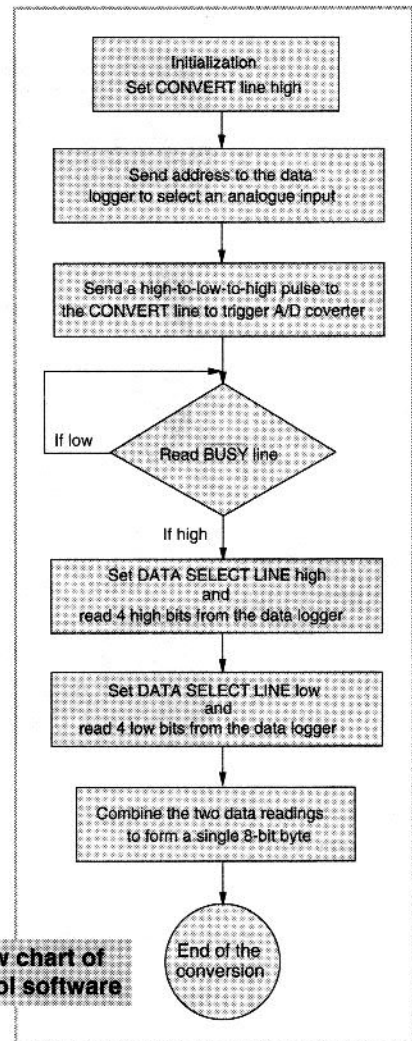 Initialization
Set CONVERT line high
Send address to the data
logger to select an analogue input
Send a high-to-low-to-high pulse to
the CONVERT line to trigger A/D coverter
If low
Read BUSY line
If high
Set DATA SELECT LINE high
and
read 4 high bits from the data logger
Set DATA SELECT LINE low
and
read 4 low bits from the data logger
Combine the two data readings
to form a single 8-bit byte
End of the
conversion
w chart of
ol software